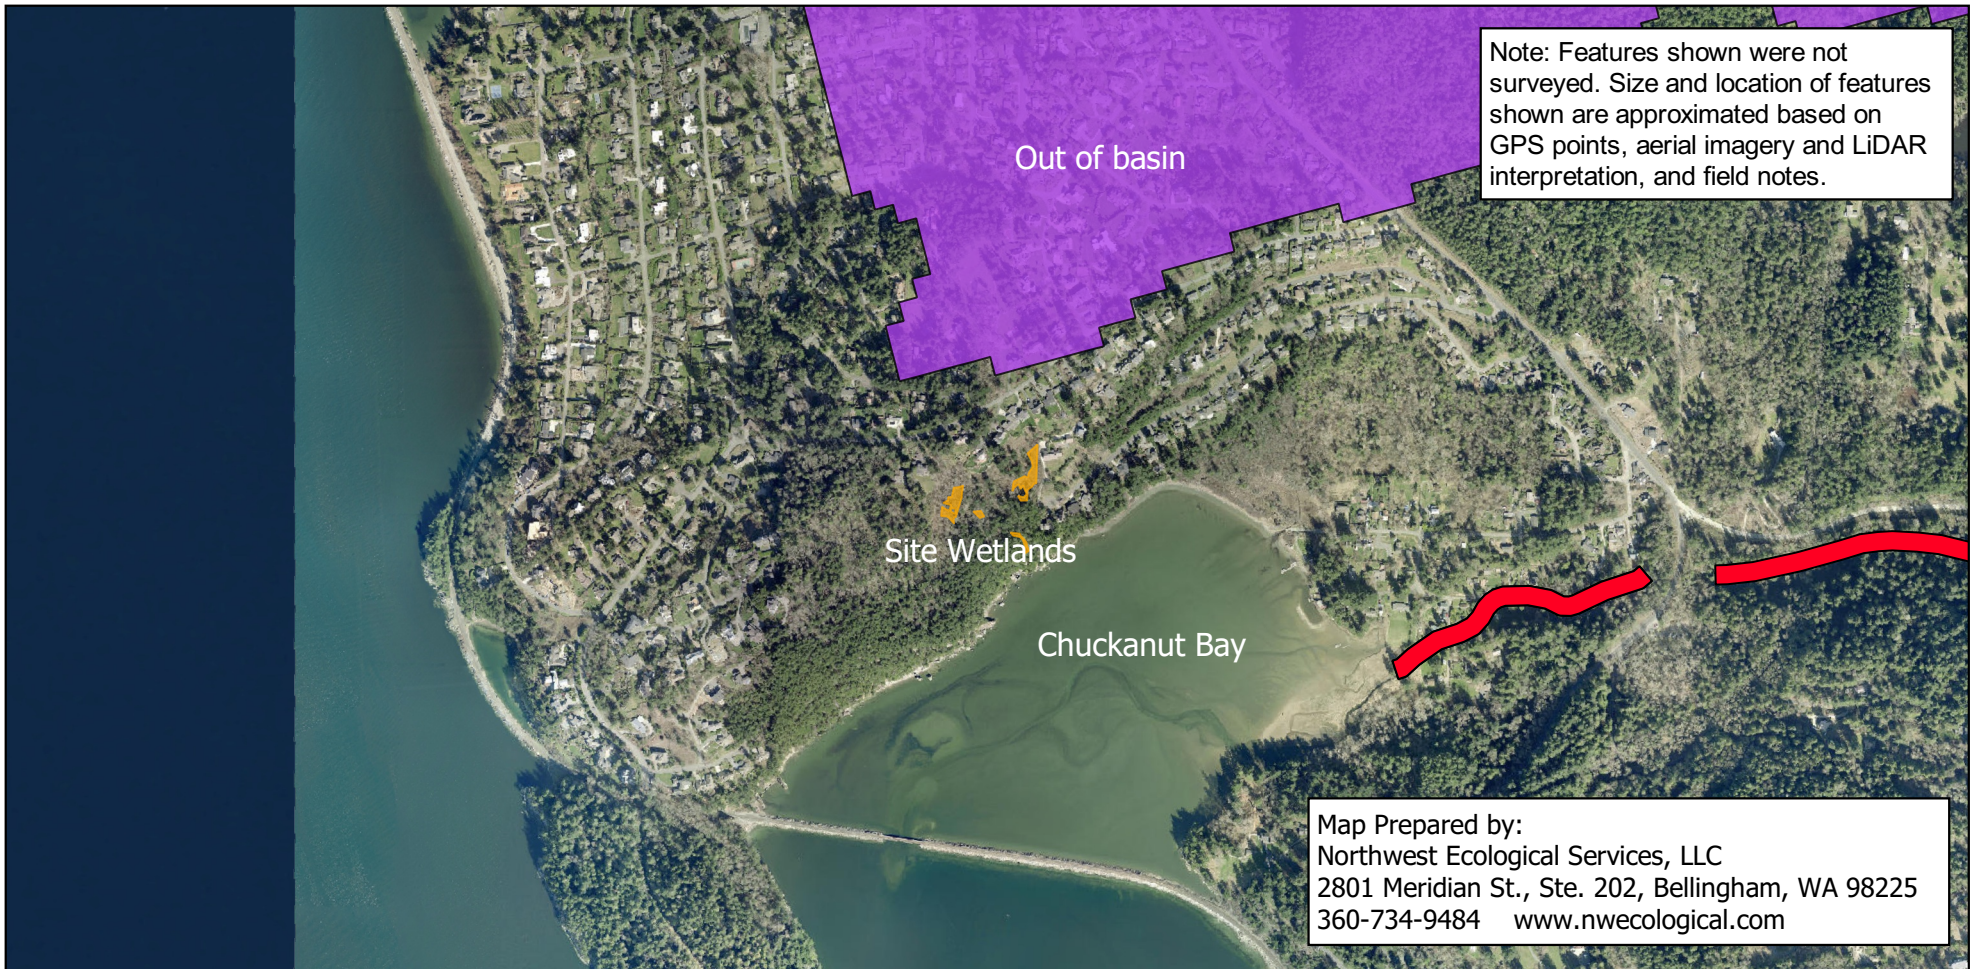 Note: Features shown were not
surveyed. Size and location of features
shown are approximated based on
GPS points, aerial imagery and LiDAR
interpretation, and field notes.
Out of basin
Site Wetlands
Chuckanut Bay
Map Prepared by:
Northwest Ecological Services, LLC
2801 Meridian St., Ste. 202, Bellingham, WA 98225
360-734-9484 www.nwecological.com